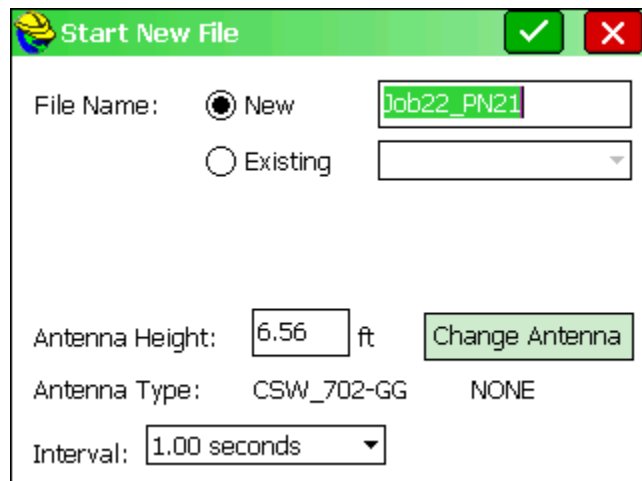 Start New File
File Name: New Job22_PN21
Existing
Antenna Height: 6.56 ft Change Antenna
Antenna Type: CSW_702-GG NONE
Interval: 1.00 seconds